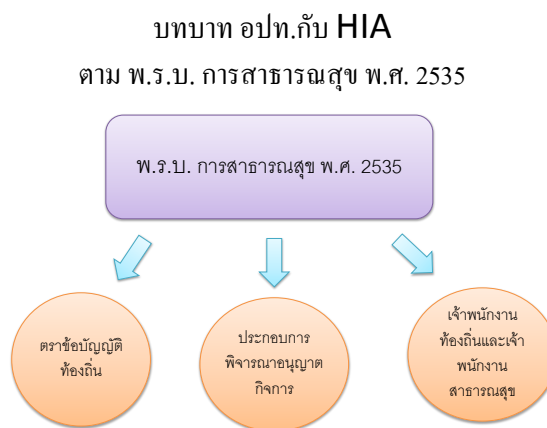 บทบาท อปท.กับ HIA
ตาม พ.ร.บ. การสาธารณสุข พ.ศ. 2535
พ.ร.บ. การสาธารณสุข พ.ศ. 2535
ตราข้อบัญญัติ
ท้องถิ่น
ประกอบการ
พิจารณาอนุญาต
กิจการ
เจ้าพนักงาน
ท้องถิ่นและเจ้า
พนักงาน
สาธารณสุข